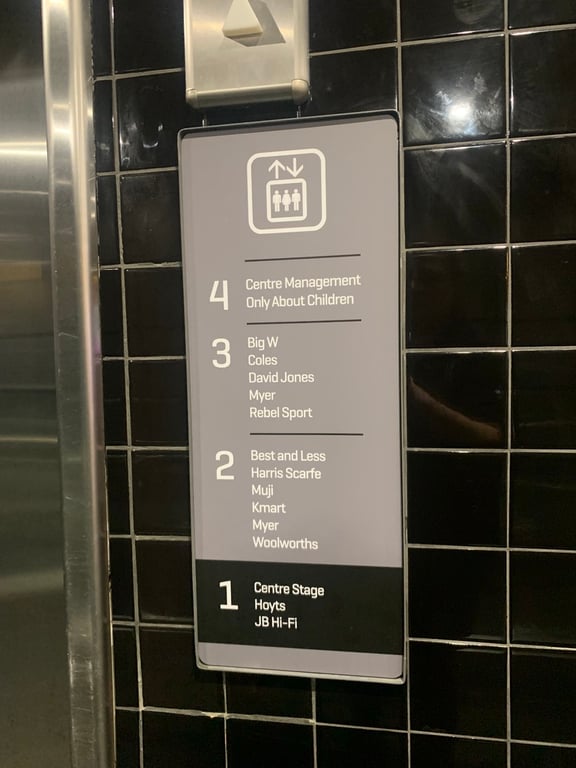 4
Centre Management
Only About Children
3
Big W
Coles
David Jones
Myer
Rebel Sport
2
Best and Less
Harris Scarfe
Muji
Kmart
Myer
Woolworths
1
Centre Stage
Hoyts
JB Hi-Fi